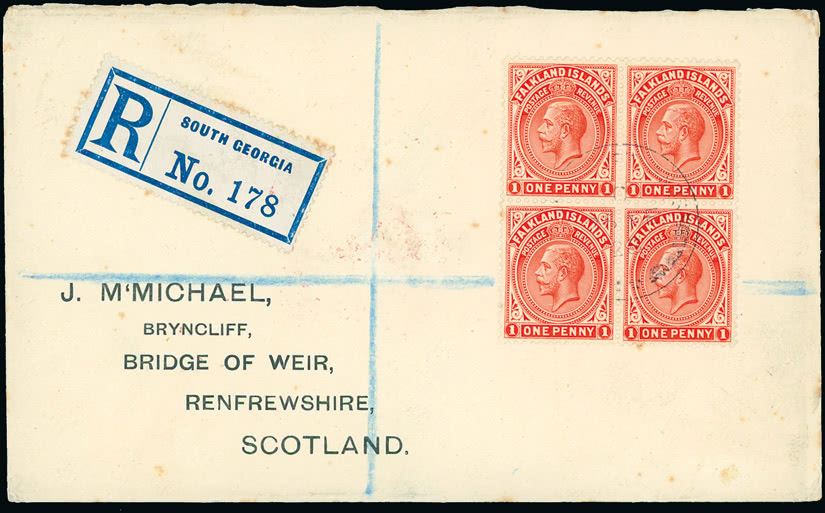 R
SOUTH GEORGIA
No. 178
FALKLAND ISLANDS
POSTAGE REVENUE
1 ONE PENNY 1
FALKLAND ISLANDS
POSTAGE REVENUE
1 ONE PENNY 1
FALKLAND ISLANDS
POSTAGE REVENUE
1 ONE PENNY 1
FALKLAND ISLANDS
POSTAGE REVENUE
1 ONE PENNY 1
J. M'MICHAEL,
BRYNCLIFF,
BRIDGE OF WEIR,
RENFREWSHIRE,
SCOTLAND.